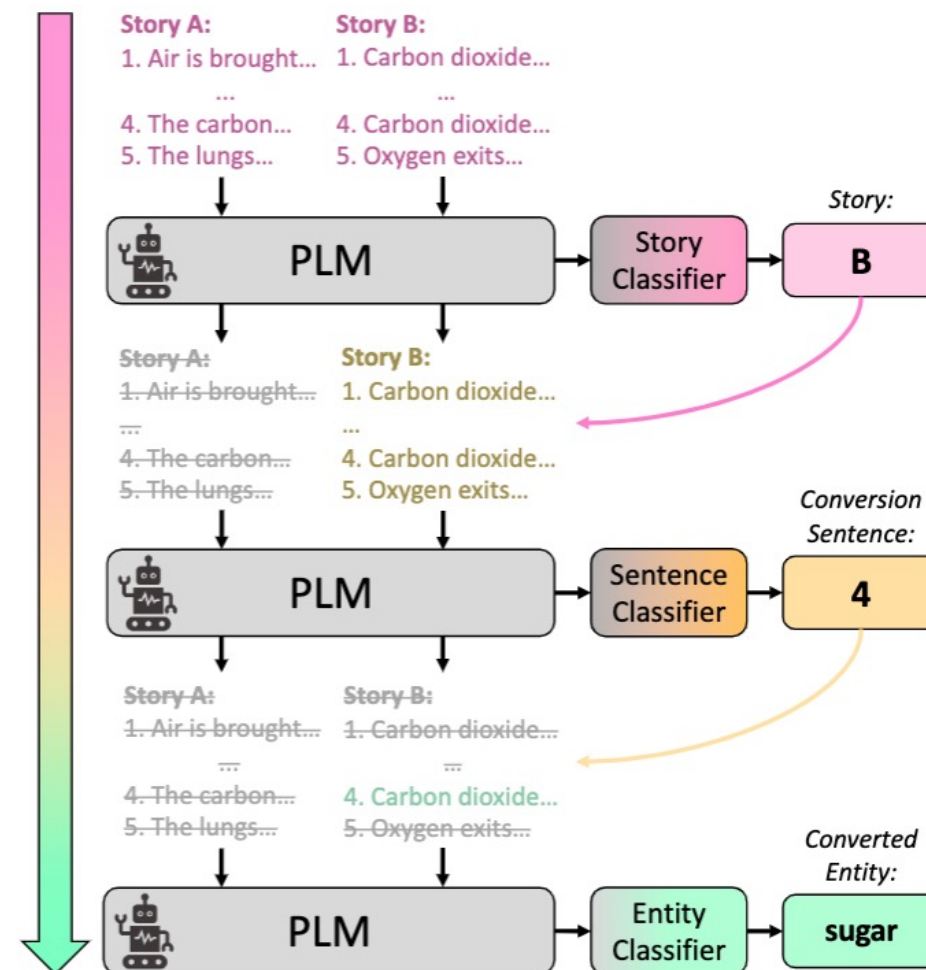 Story A:
1. Air is brought...
...
4. The carbon...
5. The lungs...
Story B:
1. Carbon dioxide...
...
4. Carbon dioxide...
5. Oxygen exits...
PLM
Story
Classifier
Story:
B
Story A:
1. Air is brought...
...
4. The carbon...
5. The lungs...
Story B:
1. Carbon dioxide...
...
4. Carbon dioxide...
5. Oxygen exits...
PLM
Sentence
Classifier
Conversion
Sentence:
4
Story A:
1. Air is brought...
...
4. The carbon...
5. The lungs...
Story B:
1. Carbon dioxide...
...
4. Carbon dioxide...
5. Oxygen exits...
PLM
Entity
Classifier
Converted
Entity:
sugar